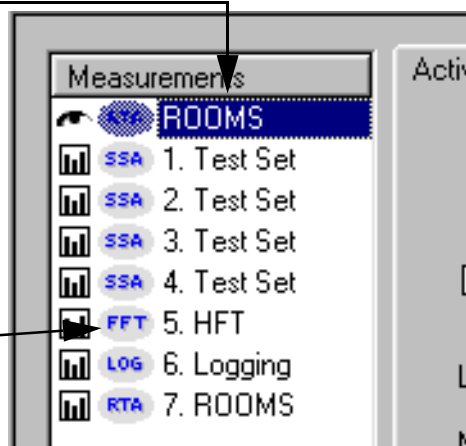 Measurements
Activ
RTA ROOMS
SSA 1. Test Set
SSA 2. Test Set
SSA 3. Test Set
SSA 4. Test Set
FFT 5. HFT
LOG 6. Logging
L
RTA 7. ROOMS